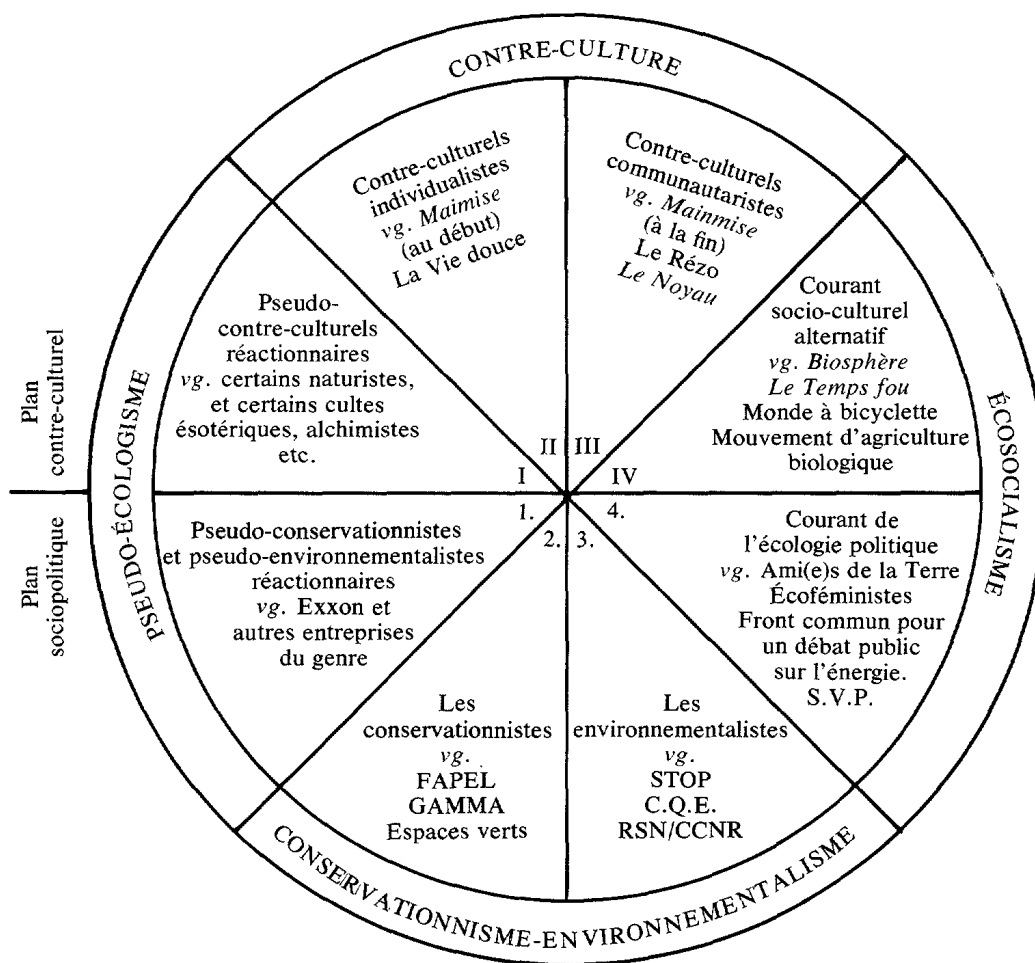 CONTRE-CULTURE
Contre-culturels
individualistes
vg. Maimise
(au début)
La Vie douce
Contre-culturels
communautaristes
vg. Mainmise
(à la fin)
Le Rézo
Le Noyau
Pseudo-
contre-culturels
réactionnaires
vg. certains naturistes,
et certains cultes
ésotériques, alchimistes
etc.
Courant
socio-culturel
alternatif
vg. Biosphère
Le Temps fou
Monde à bicyclette
Mouvement d'agriculture
biologique
Plan
contre-culturel
PSEUDO-ÉCOLOGISME
ÉCOSOCIALISME
I
II
III
IV
1.
2.
3.
4.
Plan
sociopolitique
Pseudo-conservationnistes
et pseudo-environnementalistes
réactionnaires
vg. Exxon et
autres entreprises
du genre
Courant de
l'écologie politique
vg. Ami(e)s de la Terre
Écoféministes
Front commun pour
un débat public
sur l'énergie.
S.V.P.
Les
conservationnistes
vg.
FAPEL
GAMMA
Espaces verts
Les
environnementalistes
vg.
STOP
C.Q.E.
RSN/CCNR
CONSERVATIONNISME-ENVIRONNEMENTALISME